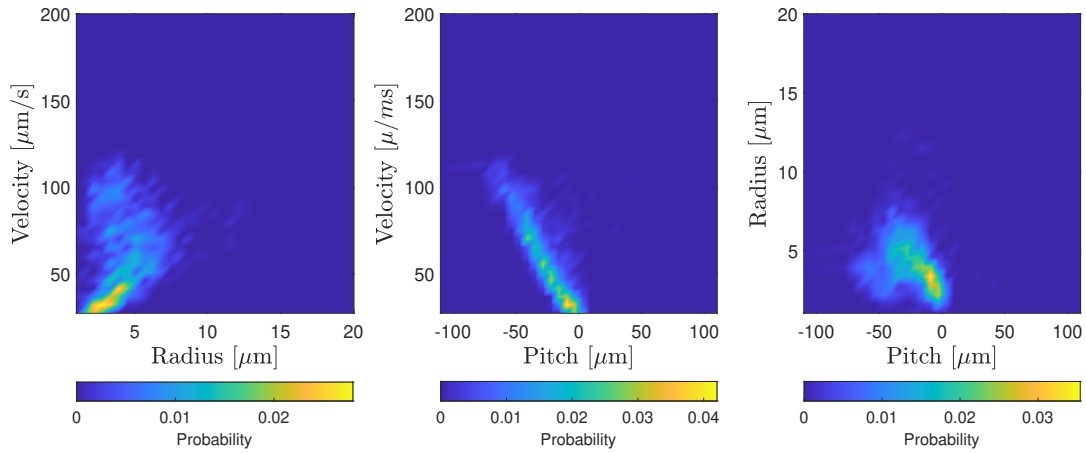 200
150
100
50
Velocity [μm/s]
5 10 15 20
Radius [μm]
0 0.01 0.02
Probability
200
150
100
50
Velocity [μ/ms]
-100 -50 0 50 100
Pitch [μm]
0 0.01 0.02 0.03 0.04
Probability
20
15
10
5
Radius [μm]
-100 -50 0 50 100
Pitch [μm]
0 0.01 0.02 0.03
Probability